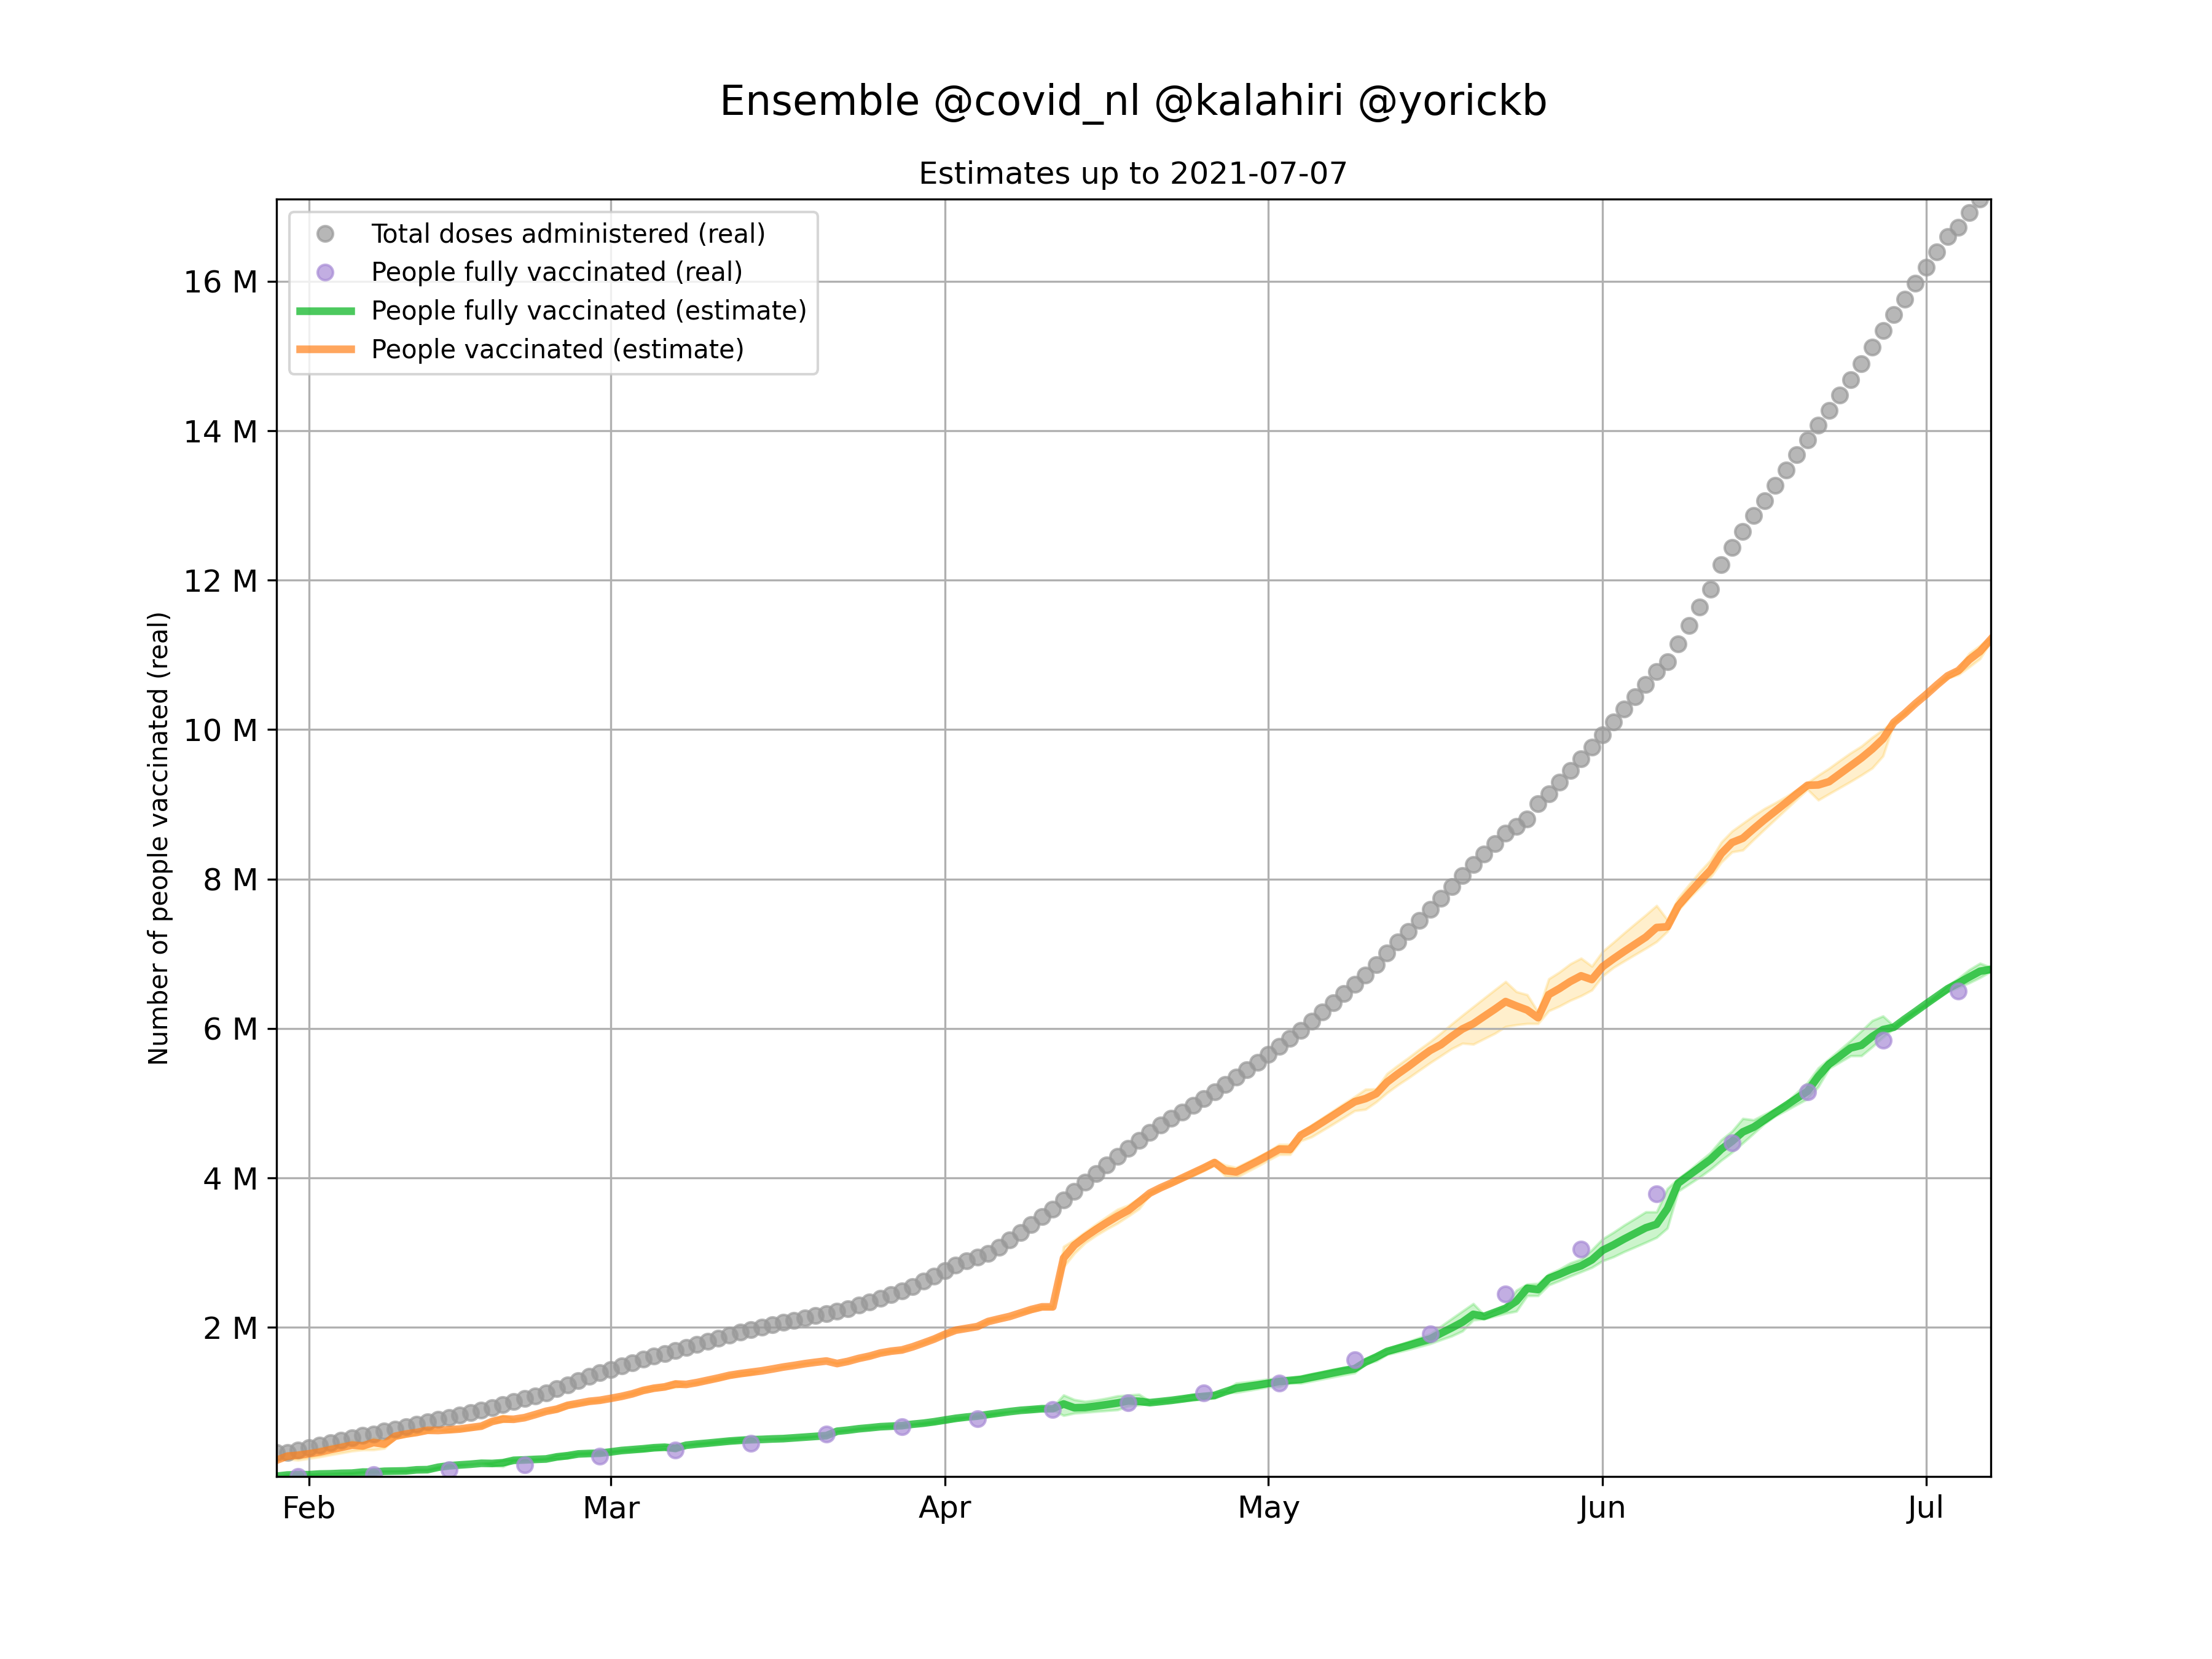 Ensemble @covid_nl @kalahiri @yorickb
Estimates up to 2021-07-07
Total doses administered (real)
People fully vaccinated (real)
People fully vaccinated (estimate)
People vaccinated (estimate)
Number of people vaccinated (real)
16 M
14 M
12 M
10 M
8 M
6 M
4 M
2 M
Feb Mar Apr May Jun Jul